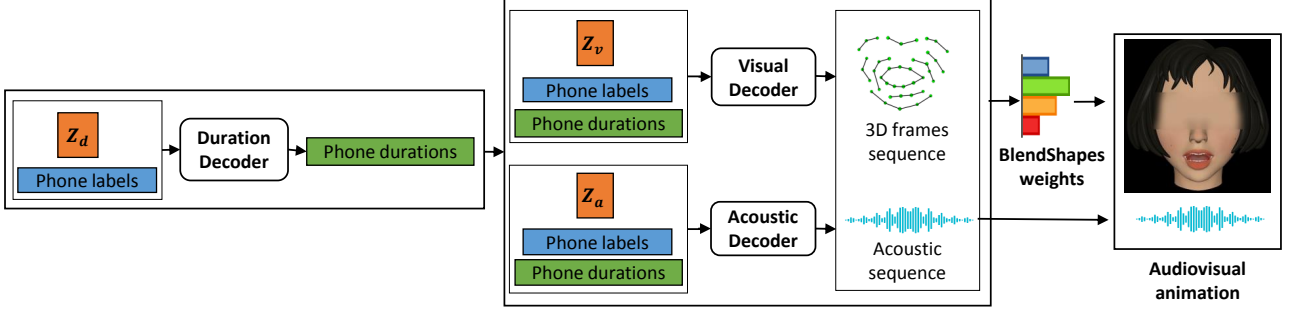 Z_d
Phone labels
Duration
Decoder
Phone durations
Z_v
Phone labels
Phone durations
Visual
Decoder
3D frames
sequence
Z_a
Phone labels
Phone durations
Acoustic
Decoder
Acoustic
sequence
BlendShapes
weights
Audiovisual
animation